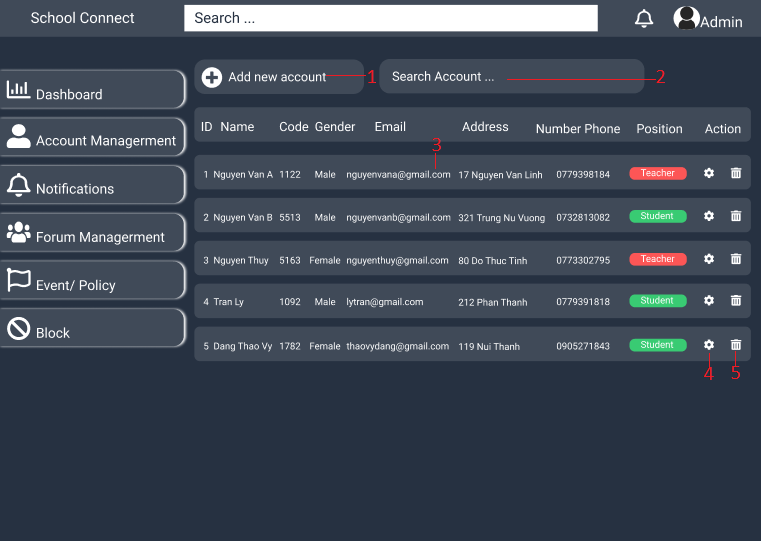 School Connect
Search ...
Admin
Add new account
1
Search Account ...
2
Dashboard
Account Managerment
Notifications
Forum Managerment
Event/ Policy
Block
ID Name Code Gender Email Address Number Phone Position Action
3
1 Nguyen Van A 1122 Male nguyenvana@gmail.com 17 Nguyen Van Linh 0779398184 Teacher
2 Nguyen Van B 5513 Male nguyenvanb@gmail.com 321 Trung Nu Vuong 0732813082 Student
3 Nguyen Thuy 5163 Female nguyenthuy@gmail.com 80 Do Thuc Tinh 0773302795 Teacher
4 Tran Ly 1092 Male lytran@gmail.com 212 Phan Thanh 0779391818 Student
5 Dang Thao Vy 1782 Female thaovydang@gmail.com 119 Nui Thanh 0905271843 Student
4 5